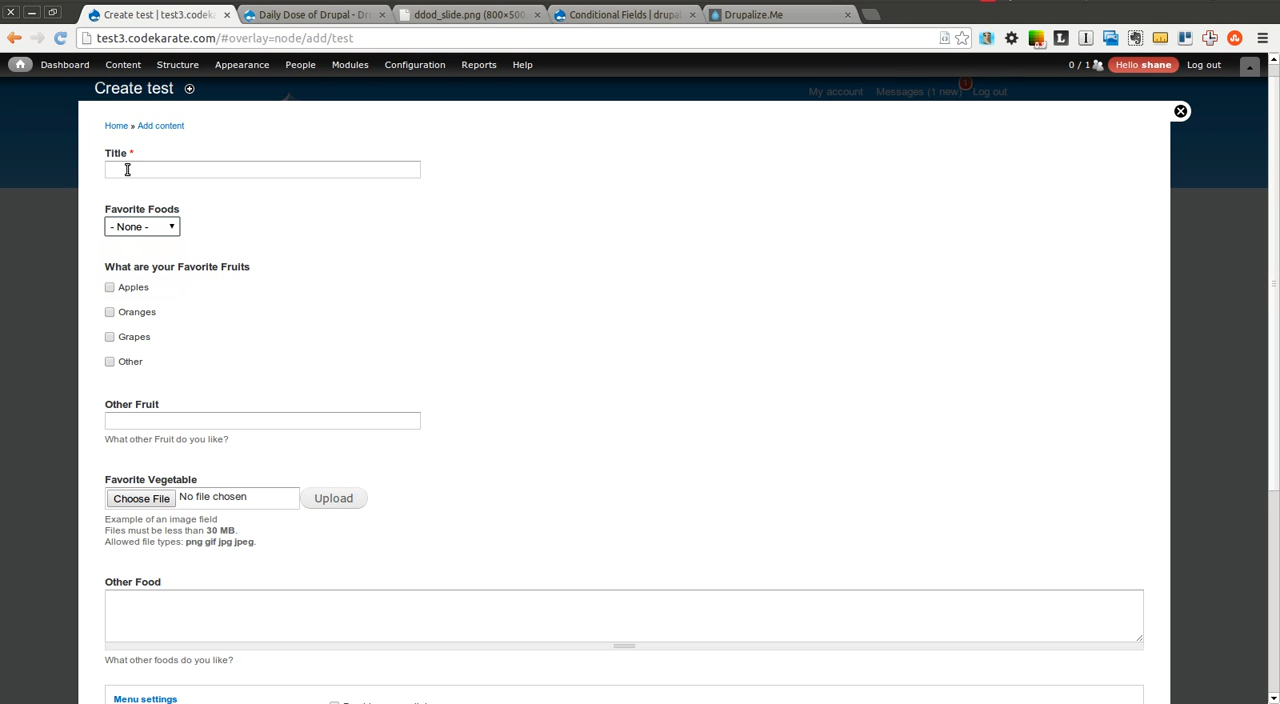 Create test | test3.codek
Daily Dose of Drupal - Dr
ddod_slide.png (800×500
Conditional Fields | drupal
Drupalize.Me
test3.codekarate.com/#overlay=node/add/test
Dashboard Content Structure Appearance People Modules Configuration Reports Help 0 / 1 Hello shane Log out
Create test
My account Messages (1 new) Log out
Home » Add content
Title *
Favorite Foods
- None -
What are your Favorite Fruits
Apples
Oranges
Grapes
Other
Other Fruit
What other Fruit do you like?
Favorite Vegetable
Choose File No file chosen Upload
Example of an image field
Files must be less than 30 MB.
Allowed file types: png gif jpg jpeg.
Other Food
What other foods do you like?
Menu settings